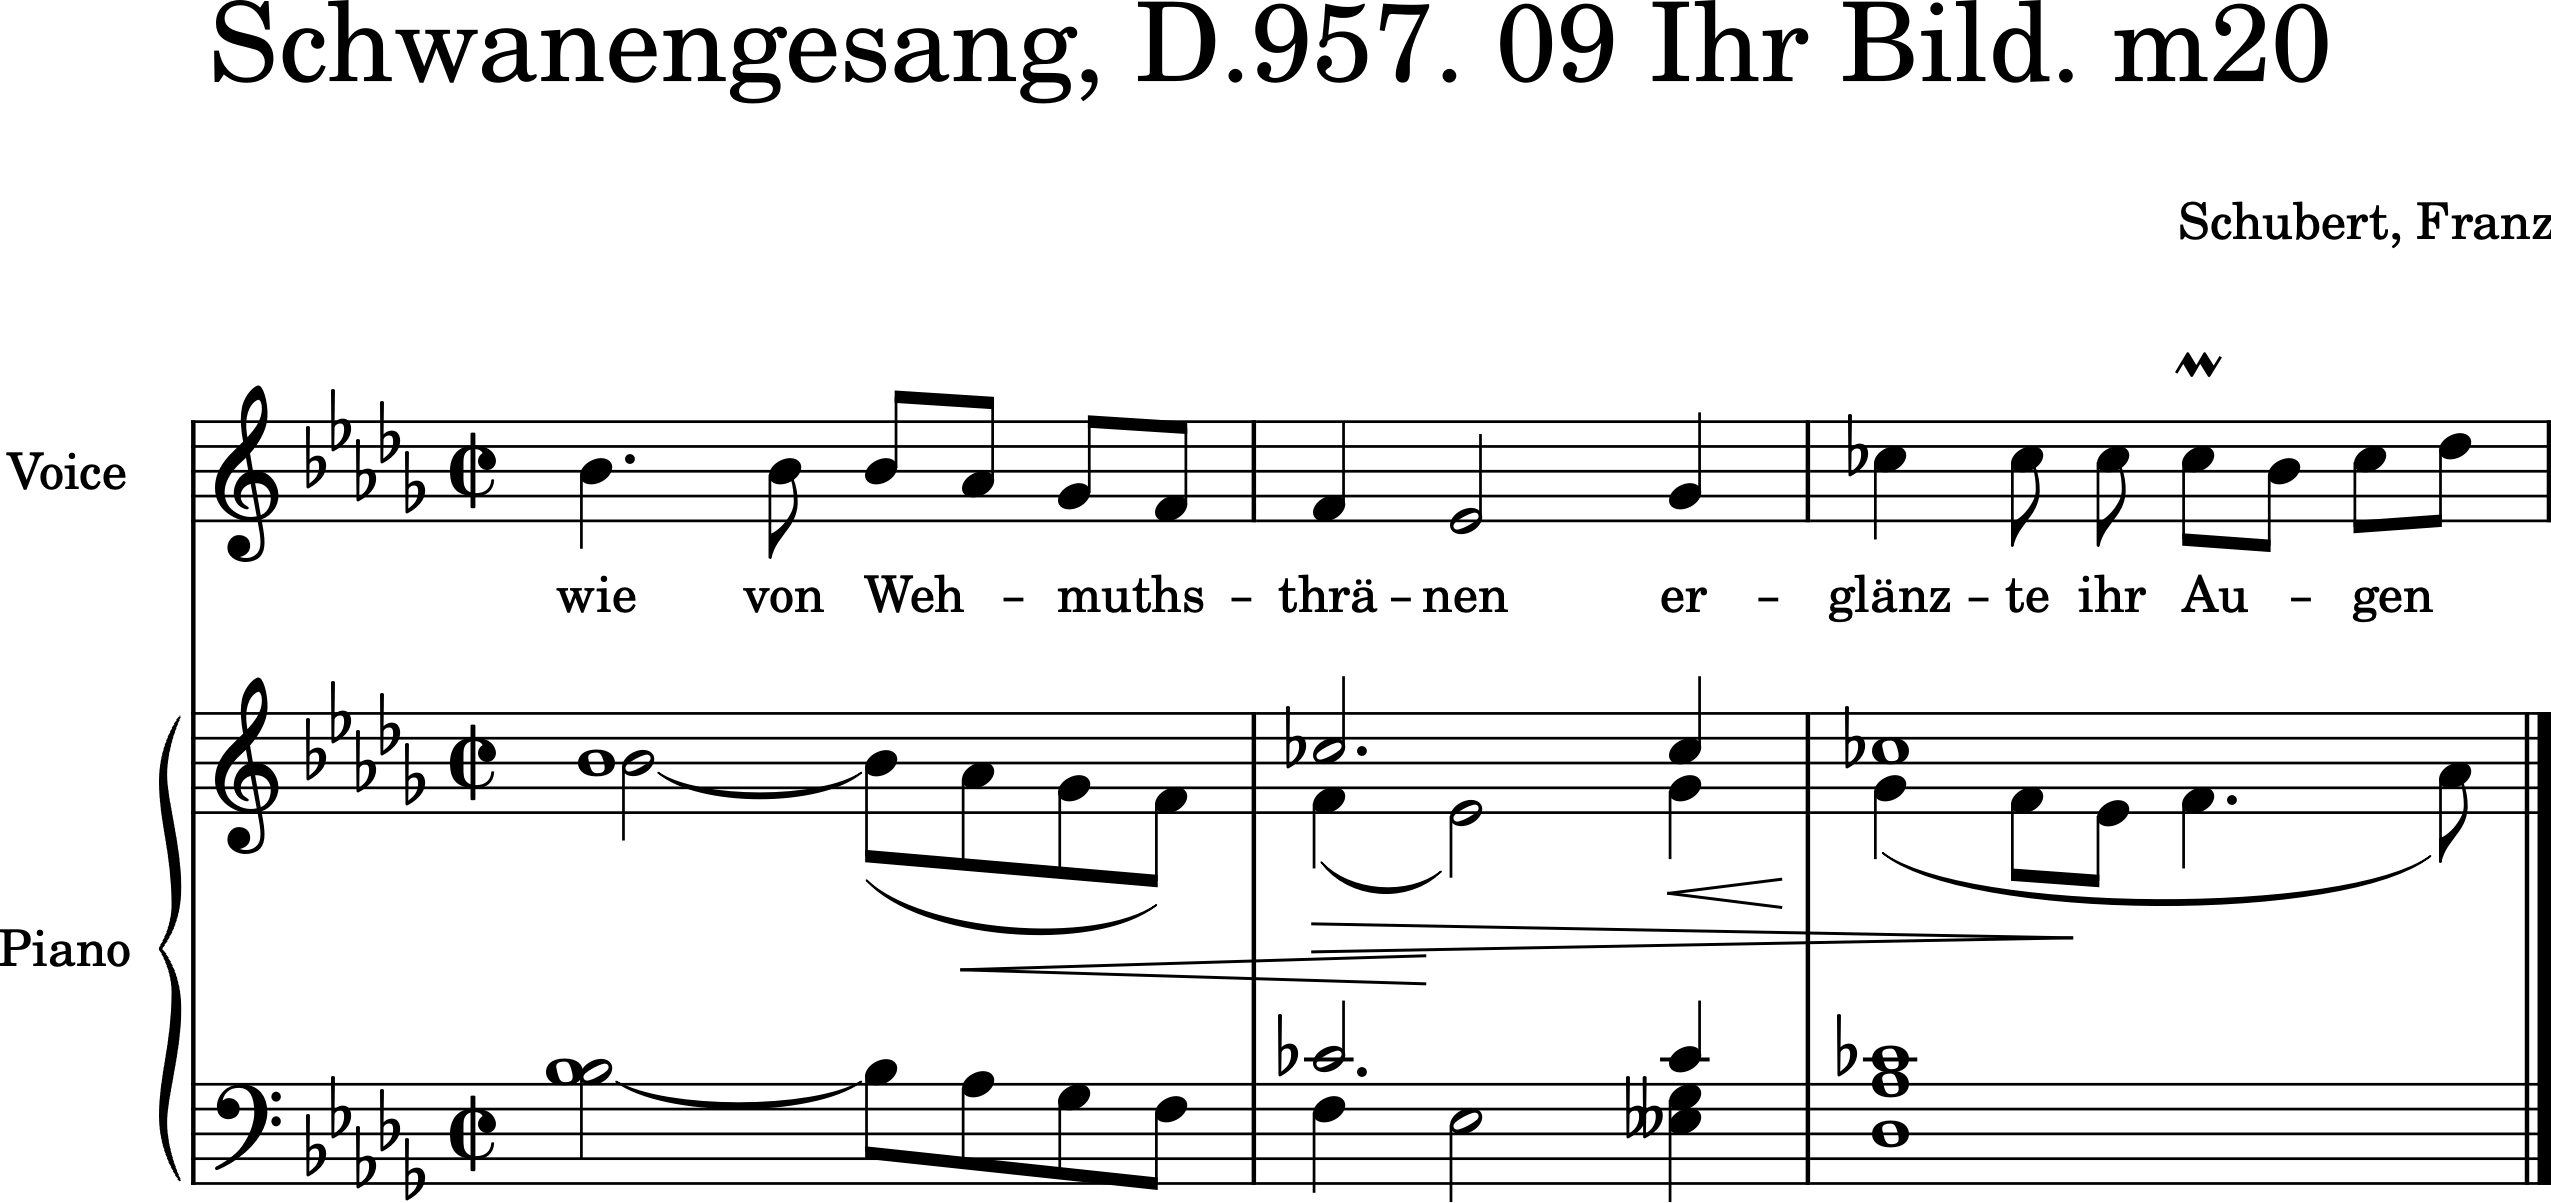 Schwanengesang, D.957. 09 Ihr Bild. m20
Schubert, Franz
Voice
wie von Weh - muths - thrä - nen er - glänz - te ihr Au - gen
Piano